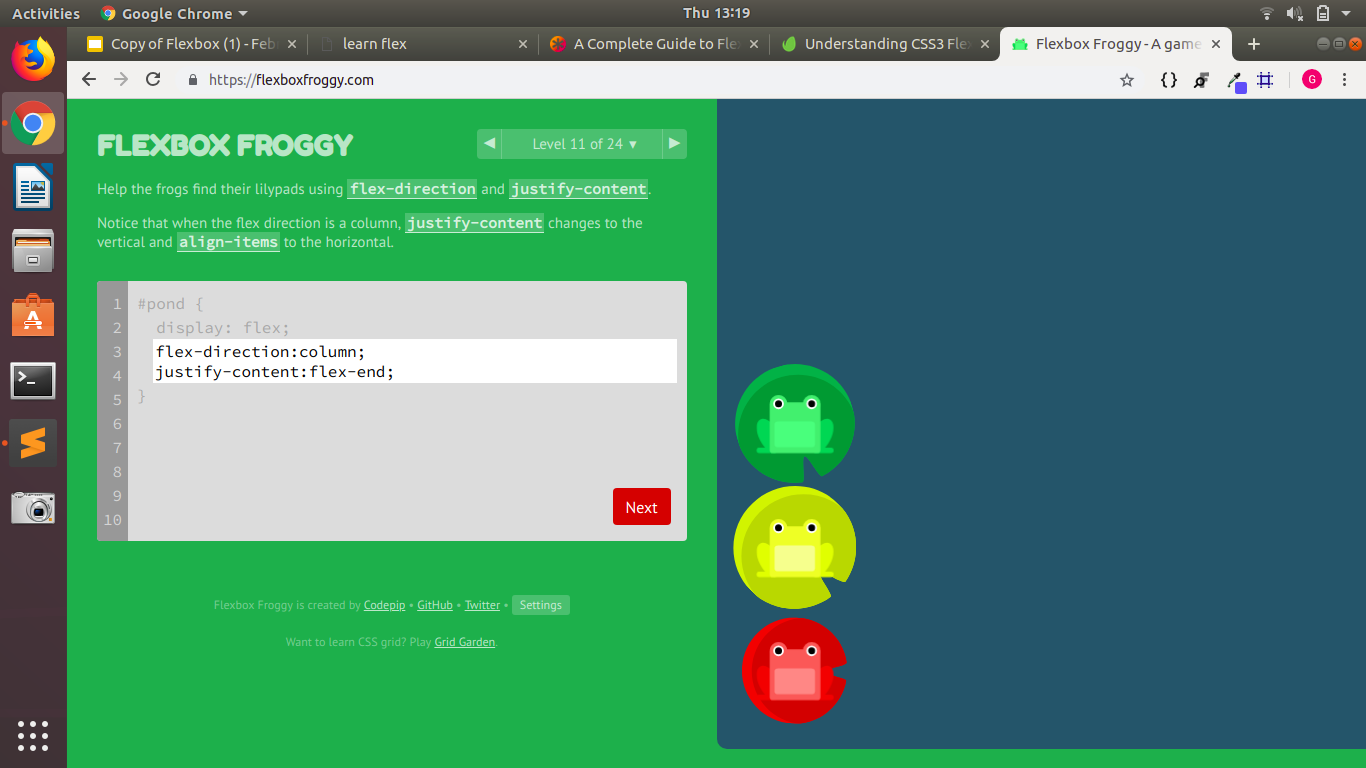 Activities
Google Chrome
Thu 13:19
Copy of Flexbox (1) - Feb
learn flex
A Complete Guide to Fle
Understanding CSS3 Flex
Flexbox Froggy - A game
https://flexboxfroggy.com
G
FLEXBOX FROGGY
Level 11 of 24 ▾
Help the frogs find their lilypads using flex-direction and justify-content.
Notice that when the flex direction is a column, justify-content changes to the
vertical and align-items to the horizontal.
1 #pond {
2 display: flex;
3 flex-direction:column;
4 justify-content:flex-end;
5 }
6
7
8
9
10
Next
Flexbox Froggy is created by Codepip • GitHub • Twitter • Settings
Want to learn CSS grid? Play Grid Garden.